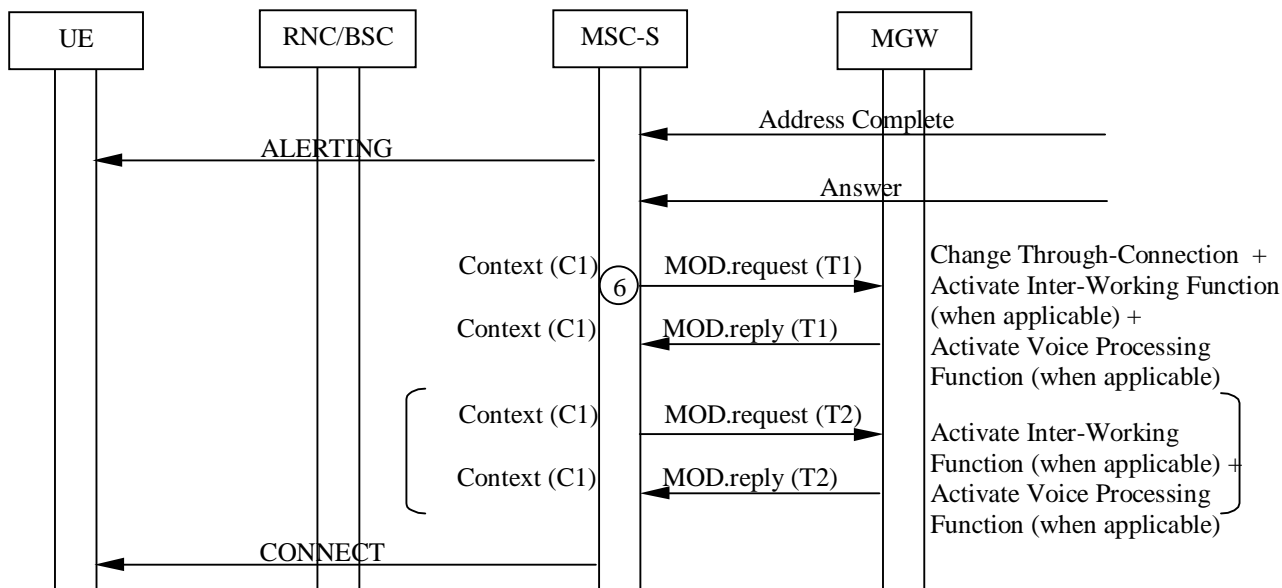 UE
RNC/BSC
MSC-S
MGW
Address Complete
ALERTING
Answer
Context (C1)
6
MOD.request (T1)
Change Through-Connection +
Activate Inter-Working Function
(when applicable) +
Activate Voice Processing
Function (when applicable)
Context (C1)
MOD.reply (T1)
Context (C1)
MOD.request (T2)
Activate Inter-Working
Function (when applicable) +
Activate Voice Processing
Function (when applicable)
Context (C1)
MOD.reply (T2)
CONNECT